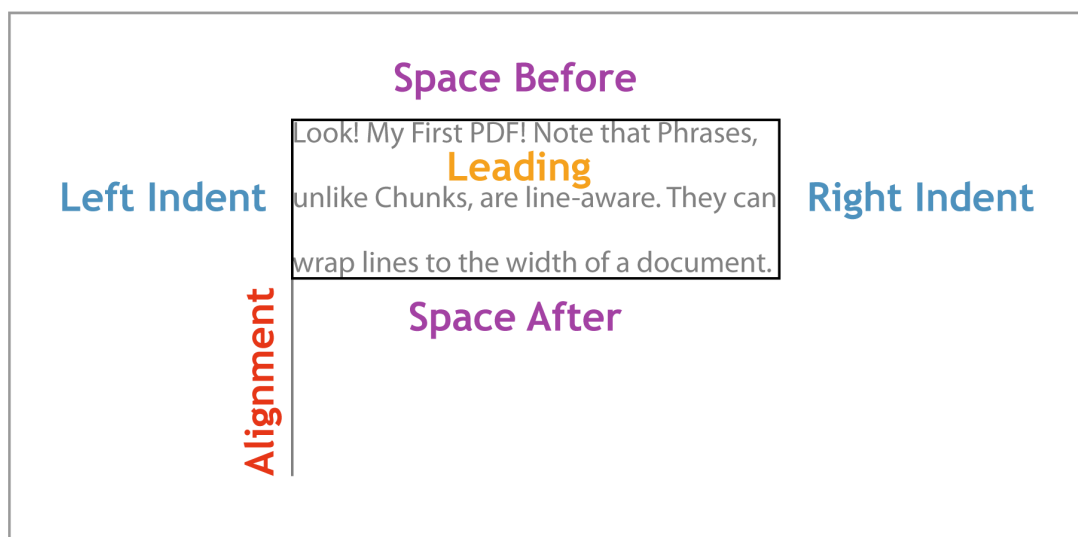 Space Before
Look! My First PDF! Note that Phrases,
Leading
Left Indent
unlike Chunks, are line-aware. They can
Right Indent
wrap lines to the width of a document.
Space After
Alignment